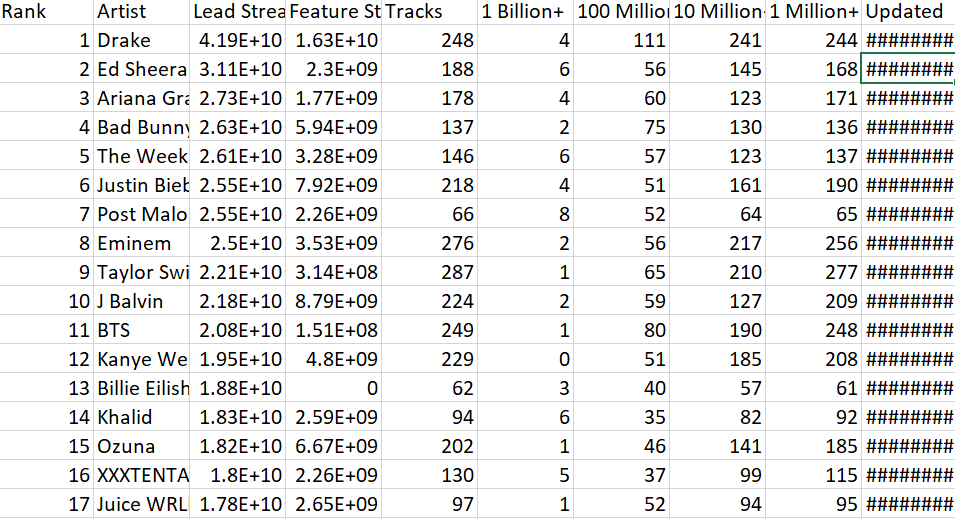 Rank Artist Lead Strea Feature St Tracks 1 Billion+ 100 Million 10 Million+ 1 Million+ Updated
1 Drake 4.19E+10 1.63E+10 248 4 111 241 244 ########
2 Ed Sheera 3.11E+10 2.3E+09 188 6 56 145 168 ########
3 Ariana Gra 2.73E+10 1.77E+09 178 4 60 123 171 ########
4 Bad Bunny 2.63E+10 5.94E+09 137 2 75 130 136 ########
5 The Week 2.61E+10 3.28E+09 146 6 57 123 137 ########
6 Justin Bieb 2.55E+10 7.92E+09 218 4 51 161 190 ########
7 Post Malo 2.55E+10 2.26E+09 66 8 52 64 65 ########
8 Eminem 2.5E+10 3.53E+09 276 2 56 217 256 ########
9 Taylor Swi 2.21E+10 3.14E+08 287 1 65 210 277 ########
10 J Balvin 2.18E+10 8.79E+09 224 2 59 127 209 ########
11 BTS 2.08E+10 1.51E+08 249 1 80 190 248 ########
12 Kanye We 1.95E+10 4.8E+09 229 0 51 185 208 ########
13 Billie Eilish 1.88E+10 0 62 3 40 57 61 ########
14 Khalid 1.83E+10 2.59E+09 94 6 35 82 92 ########
15 Ozuna 1.82E+10 6.67E+09 202 1 46 141 185 ########
16 XXXTENTA 1.8E+10 2.26E+09 130 5 37 99 115 ########
17 Juice WRL 1.78E+10 2.65E+09 97 1 52 94 95 ########